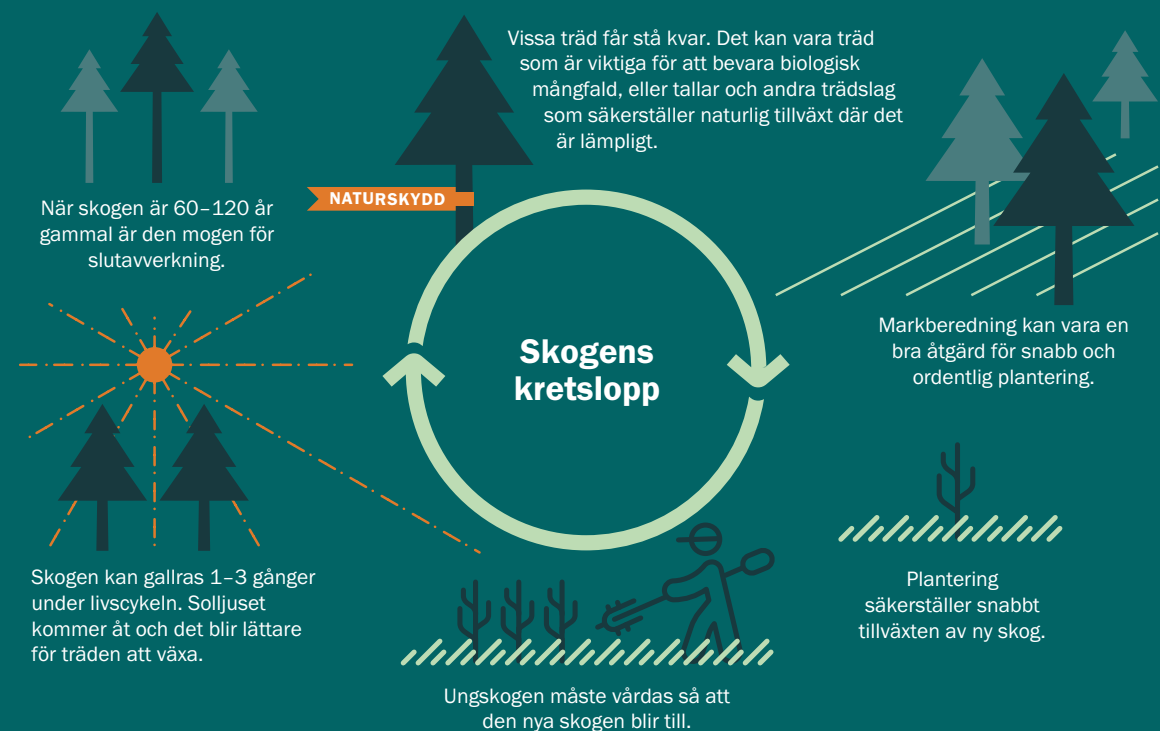 Skogens
kretslopp
Vissa träd får stå kvar. Det kan vara träd
som är viktiga för att bevara biologisk
mångfald, eller tallar och andra trädslag
som säkerställer naturlig tillväxt där det
är lämpligt.
NATURSKYDD
Markberedning kan vara en
bra åtgärd för snabb och
ordentlig plantering.
Plantering
säkerställer snabbt
tillväxten av ny skog.
Ungskogen måste vårdas så att
den nya skogen blir till.
Skogen kan gallras 1–3 gånger
under livscykeln. Solljuset
kommer åt och det blir lättare
för träden att växa.
När skogen är 60–120 år
gammal är den mogen för
slutavverkning.